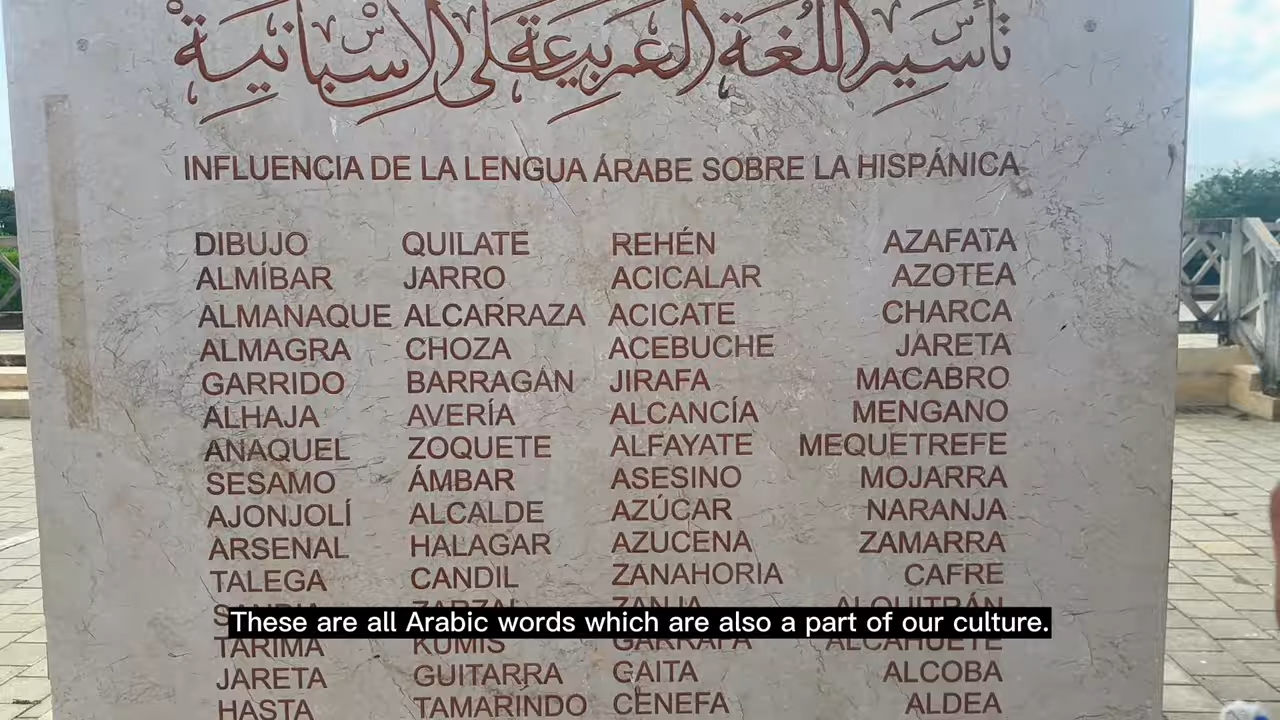 تأسير اللغة العربية على الإسبانية
INFLUENCIA DE LA LENGUA ÁRABE SOBRE LA HISPÁNICA
DIBUJO QUILATE REHÉN AZAFATA
ALMÍBAR JARRO ACICALAR AZOTEA
ALMANAQUE ALCARRAZA ACICATE CHARCA
ALMAGRA CHOZA ACEBUCHE JARETA
GARRIDO BARRAGÁN JIRAFA MACABRO
ALHAJA AVERÍA ALCANCÍA MENGANO
ANAQUEL ZOQUETE ALFAYATE MEQUETREFE
SESAMO ÁMBAR ASESINO MOJARRA
AJONJOLÍ ALCALDE AZÚCAR NARANJA
ARSENAL HALAGAR AZUCENA ZAMARRA
TALEGA CANDIL ZANAHORIA CAFRE
ZANJA ALQUITRÁN
These are all Arabic words which are also a part of our culture.
TARIMA KUMIS GARRAFA ALCAHUETE
JARETA GUITARRA GAITA ALCOBA
HASTA TAMARINDO CENEFA ALDEA